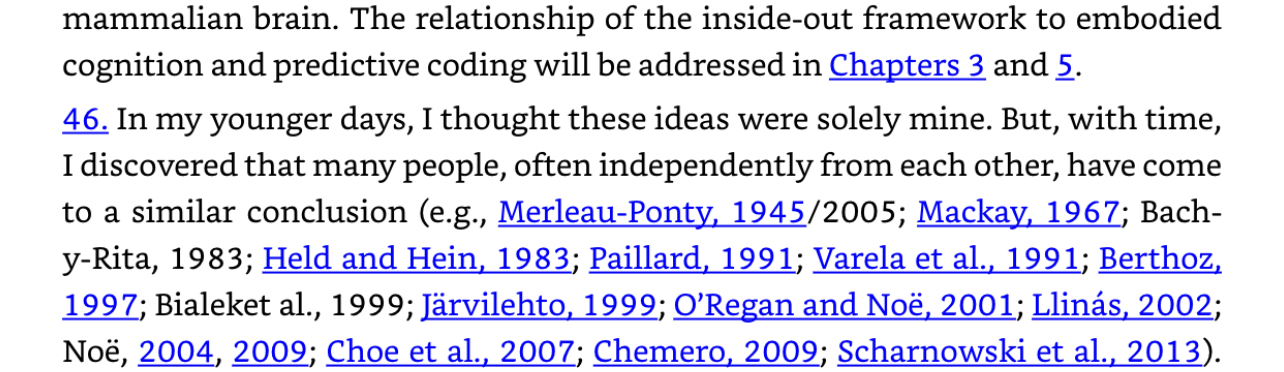 mammalian brain. The relationship of the inside-out framework to embodied
cognition and predictive coding will be addressed in Chapters 3 and 5.
46. In my younger days, I thought these ideas were solely mine. But, with time,
I discovered that many people, often independently from each other, have come
to a similar conclusion (e.g., Merleau-Ponty, 1945/2005; Mackay, 1967; Bach-
y-Rita, 1983; Held and Hein, 1983; Paillard, 1991; Varela et al., 1991; Berthoz,
1997; Bialeket al., 1999; Järvilehto, 1999; O’Regan and Noë, 2001; Llinás, 2002;
Noë, 2004, 2009; Choe et al., 2007; Chemero, 2009; Scharnowski et al., 2013).